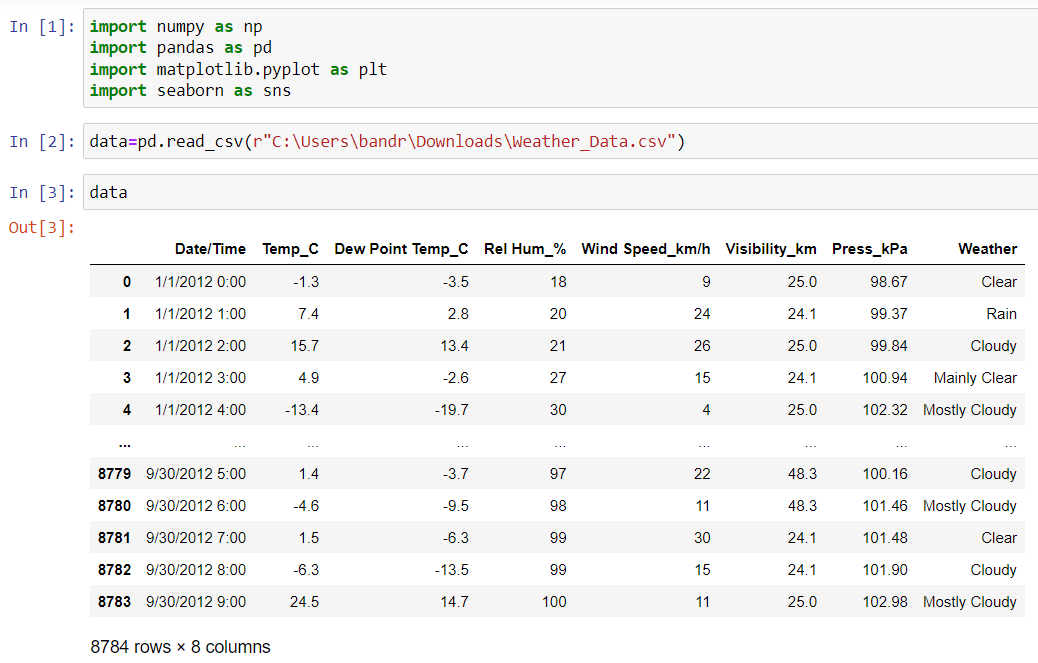 In [1]: import numpy as np
import pandas as pd
import matplotlib.pyplot as plt
import seaborn as sns
In [2]: data=pd.read_csv(r"C:\Users\bandr\Downloads\Weather_Data.csv")
In [3]: data
Out[3]:
Date/Time Temp_C Dew Point Temp_C Rel Hum_% Wind Speed_km/h Visibility_km Press_kPa Weather
0 1/1/2012 0:00 -1.3 -3.5 18 9 25.0 98.67 Clear
1 1/1/2012 1:00 7.4 2.8 20 24 24.1 99.37 Rain
2 1/1/2012 2:00 15.7 13.4 21 26 25.0 99.84 Cloudy
3 1/1/2012 3:00 4.9 -2.6 27 15 24.1 100.94 Mainly Clear
4 1/1/2012 4:00 -13.4 -19.7 30 4 25.0 102.32 Mostly Cloudy
... ... ... ... ... ... ... ... ...
8779 9/30/2012 5:00 1.4 -3.7 97 22 48.3 100.16 Cloudy
8780 9/30/2012 6:00 -4.6 -9.5 98 11 48.3 101.46 Mostly Cloudy
8781 9/30/2012 7:00 1.5 -6.3 99 30 24.1 101.48 Clear
8782 9/30/2012 8:00 -6.3 -13.5 99 15 24.1 101.90 Cloudy
8783 9/30/2012 9:00 24.5 14.7 100 11 25.0 102.98 Mostly Cloudy
8784 rows × 8 columns